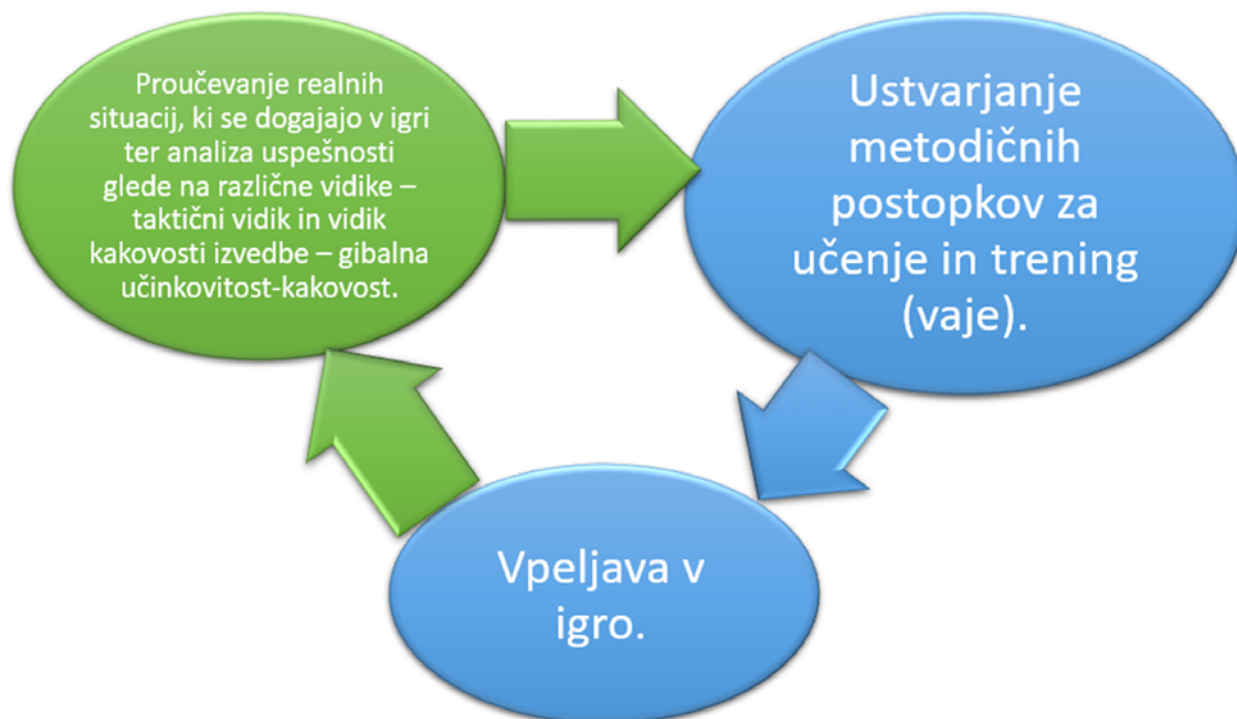 Proučevanje realnih
situacij, ki se dogajajo v igri
ter analiza uspešnosti
glede na različne vidike –
taktični vidik in vidik
kakovosti izvedbe – gibalna
učinkovitost-kakovost.
Ustvarjanje
metodičnih
postopkov za
učenje in trening
(vaje).
Vpeljava v
igro.